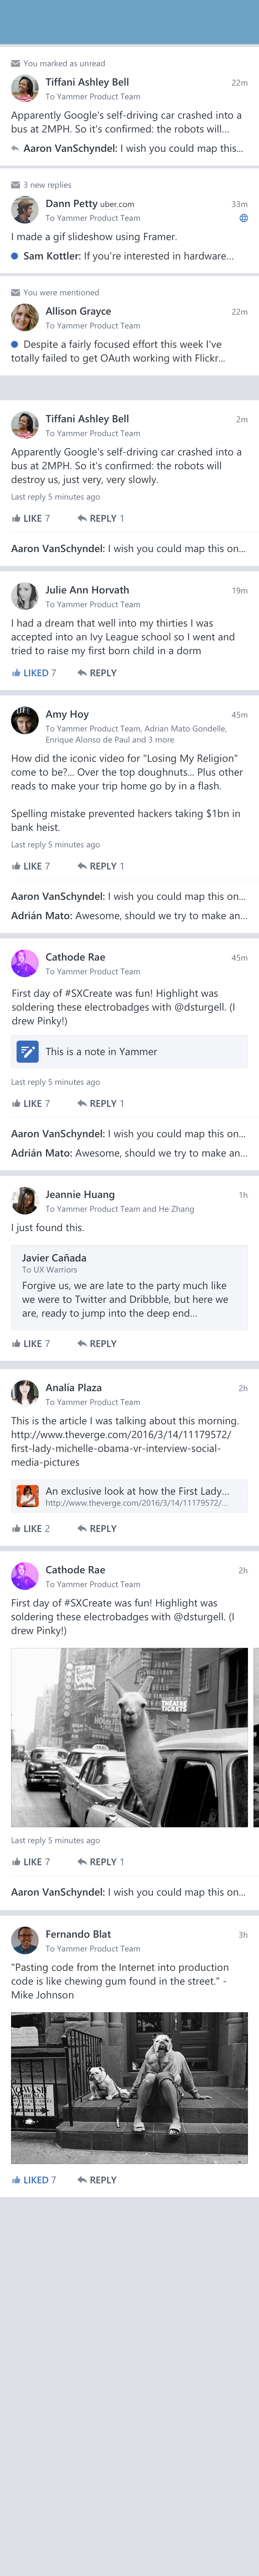 You marked as unread
Tiffani Ashley Bell 22m
To Yammer Product Team
Apparently Google's self-driving car crashed into a
bus at 2MPH. So it's confirmed: the robots will...
Aaron VanSchyndel: I wish you could map this...
3 new replies
Dann Petty uber.com 33m
To Yammer Product Team
I made a gif slideshow using Framer.
Sam Kottler: If you're interested in hardware...
You were mentioned
Allison Grayce 22m
To Yammer Product Team
Despite a fairly focused effort this week I've
totally failed to get OAuth working with Flickr...
Tiffani Ashley Bell 2m
To Yammer Product Team
Apparently Google's self-driving car crashed into a
bus at 2MPH. So it's confirmed: the robots will
destroy us, just very, very slowly.
Last reply 5 minutes ago
LIKE 7 REPLY 1
Aaron VanSchyndel: I wish you could map this on...
Julie Ann Horvath 19m
To Yammer Product Team
I had a dream that well into my thirties I was
accepted into an Ivy League school so I went and
tried to raise my first born child in a dorm
LIKED 7 REPLY
Amy Hoy 45m
To Yammer Product Team, Adrian Mato Gondelle,
Enrique Alonso de Paul and 3 more
How did the iconic video for "Losing My Religion"
come to be?... Over the top doughnuts... Plus other
reads to make your trip home go by in a flash.
Spelling mistake prevented hackers taking $1bn in
bank heist.
Last reply 5 minutes ago
LIKE 7 REPLY 1
Aaron VanSchyndel: I wish you could map this on...
Adrián Mato: Awesome, should we try to make an...
Cathode Rae 45m
To Yammer Product Team
First day of #SXCreate was fun! Highlight was
soldering these electrobadges with @dsturgell. (I
drew Pinky!)
This is a note in Yammer
Last reply 5 minutes ago
LIKE 7 REPLY 1
Aaron VanSchyndel: I wish you could map this on...
Adrián Mato: Awesome, should we try to make an...
Jeannie Huang 1h
To Yammer Product Team and He Zhang
I just found this.
Javier Cañada
To UX Warriors
Forgive us, we are late to the party much like
we were to Twitter and Dribbble, but here we
are, ready to jump into the deep end...
LIKE 7 REPLY
Analía Plaza 2h
To Yammer Product Team
This is the article I was talking about this morning.
http://www.theverge.com/2016/3/14/11179572/
first-lady-michelle-obama-vr-interview-social-
media-pictures
An exclusive look at how the First Lady...
http://www.theverge.com/2016/3/14/11179572/...
LIKE 2 REPLY
Cathode Rae 2h
To Yammer Product Team
First day of #SXCreate was fun! Highlight was
soldering these electrobadges with @dsturgell. (I
drew Pinky!)
THEATRE
TICKETS
Last reply 5 minutes ago
LIKE 7 REPLY 1
Aaron VanSchyndel: I wish you could map this on...
Fernando Blat 3h
To Yammer Product Team
"Pasting code from the Internet into production
code is like chewing gum found in the street." -
Mike Johnson
LIKED 7 REPLY